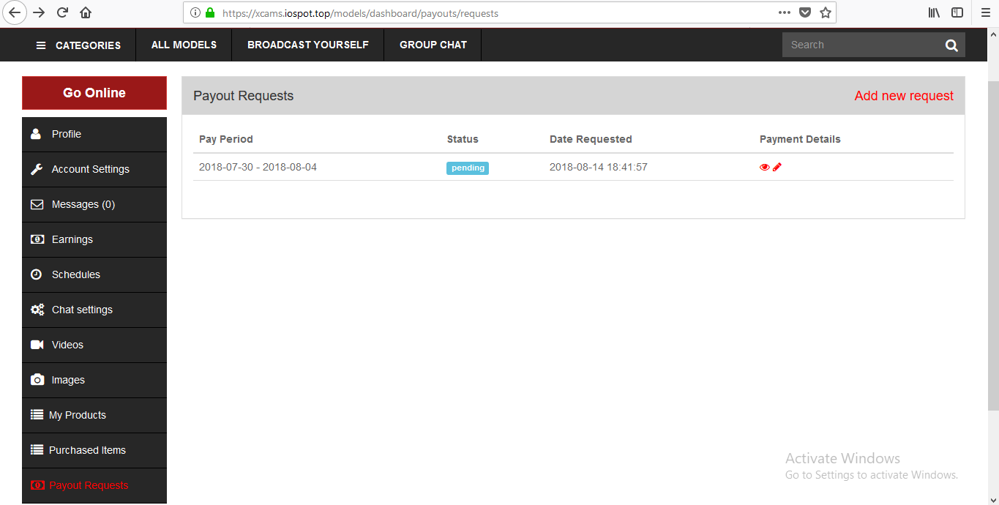 https://xcams.iospot.top/models/dashboard/payouts/requests
CATEGORIES ALL MODELS BROADCAST YOURSELF GROUP CHAT Search
Go Online
Profile
Account Settings
Messages (0)
Earnings
Schedules
Chat settings
Videos
Images
My Products
Purchased Items
Payout Requests
Payout Requests Add new request
Pay Period Status Date Requested Payment Details
2018-07-30 - 2018-08-04 pending 2018-08-14 18:41:57
Activate Windows
Go to Settings to activate Windows.